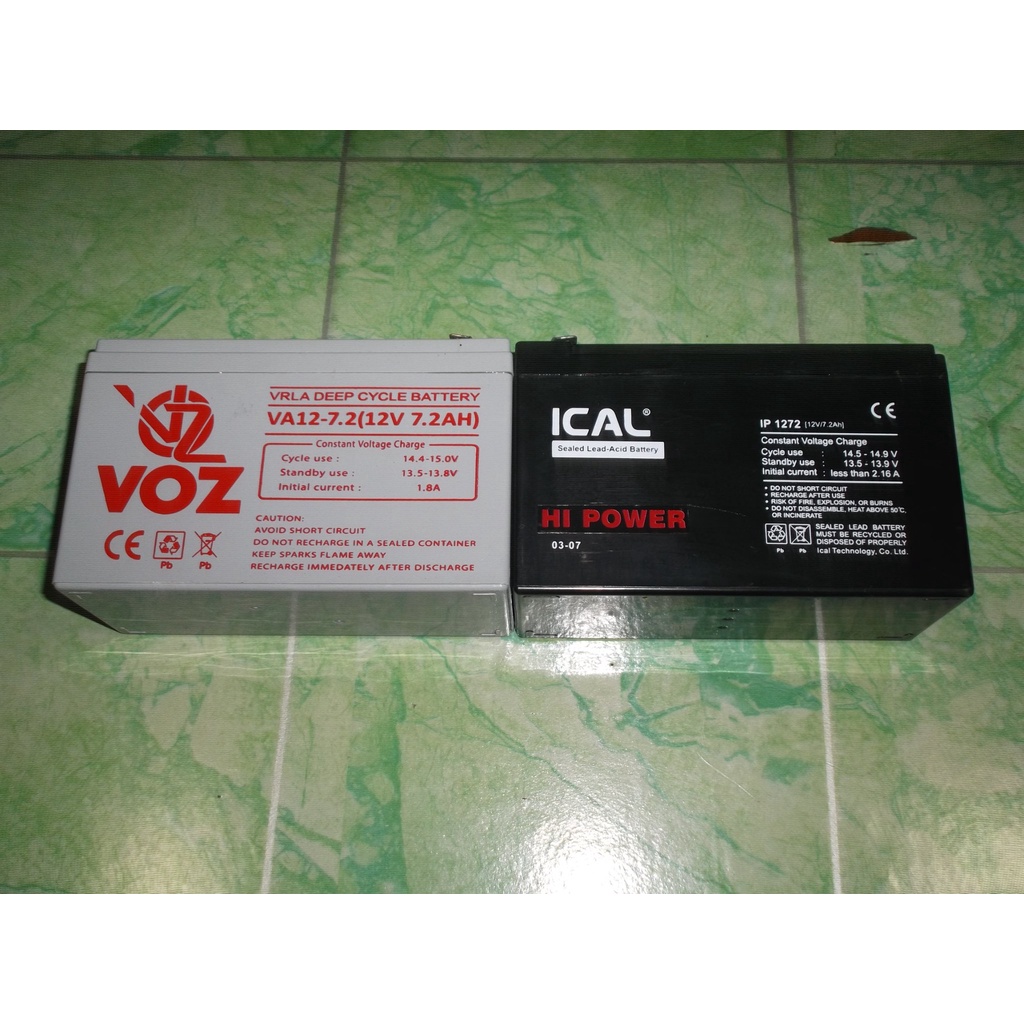 VRLA DEEP CYCLE BATTERY
VA12-7.2(12V 7.2AH)
VOZ
Constant Voltage Charge
Cycle use : 14.4-15.0V
Standby use : 13.5-13.8V
Initial current : 1.8A
CE
Pb Pb
CAUTION:
AVOID SHORT CIRCUIT
DO NOT RECHARGE IN A SEALED CONTAINER
KEEP SPARKS FLAME AWAY
RECHARGE IMMEDIATELY AFTER DISCHARGE
ICAL®
Sealed Lead-Acid Battery
HI POWER
03-07
CE
IP 1272 [12V/7.2Ah]
Constant Voltage Charge
Cycle use : 14.5 - 14.9 V
Standby use : 13.5 - 13.9 V
Initial current : less than 2.16 A
• DO NOT SHORT CIRCUIT
• RECHARGE AFTER USE
• RISK OF FIRE, EXPLOSION, OR BURNS
• DO NOT DISASSEMBLE, HEAT ABOVE 50℃,
OR INCINERATE
SEALED LEAD BATTERY
MUST BE RECYCLED OR
DISPOSED OF PROPERLY
Pb Pb Ical Technology, Co. Ltd.